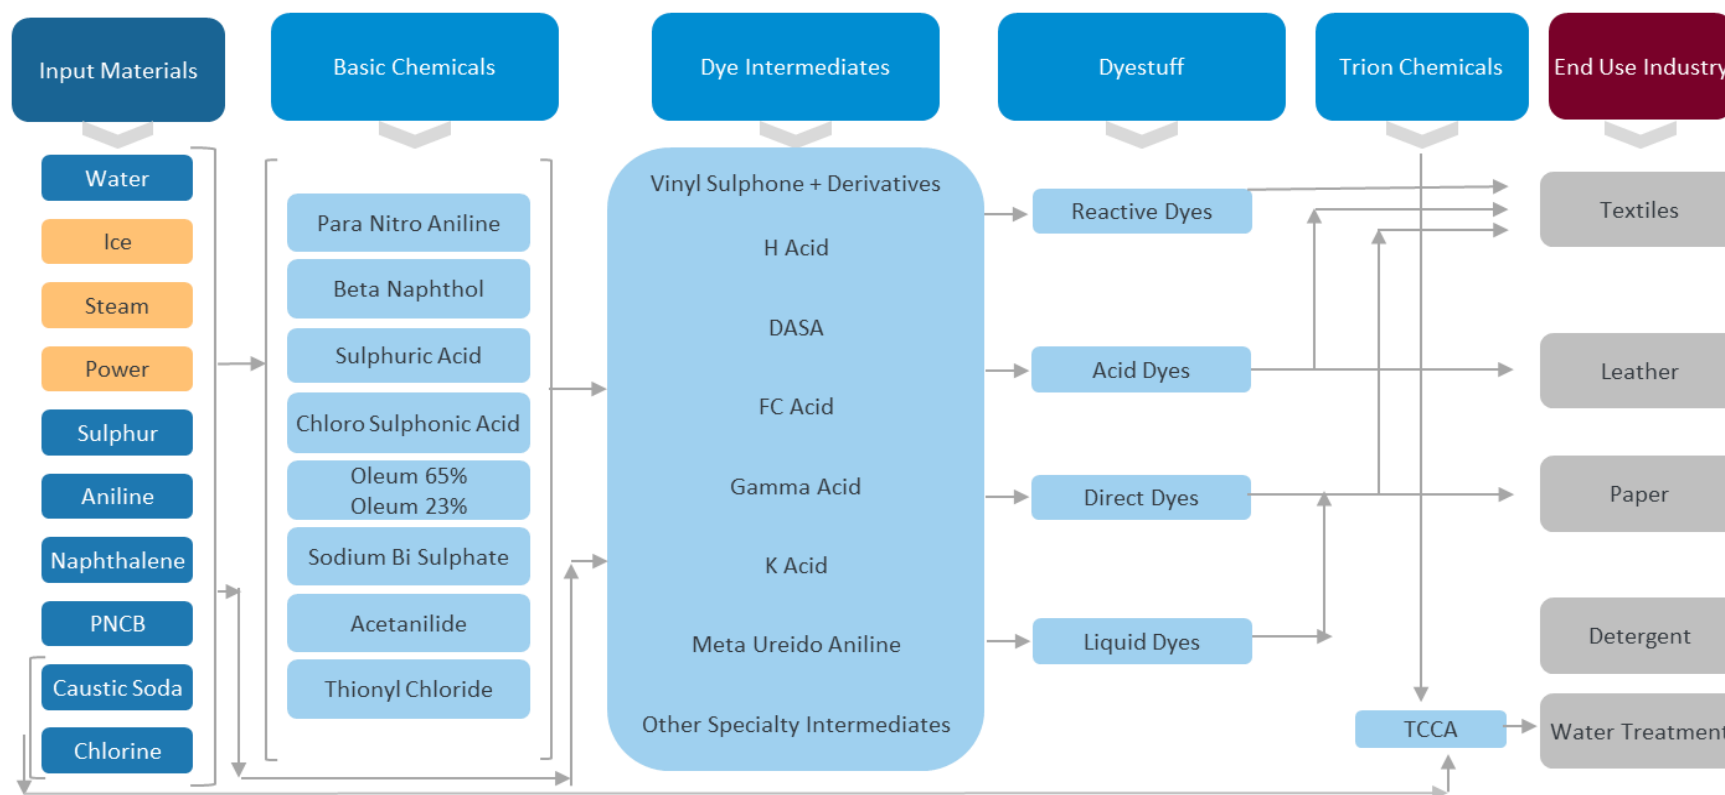 Input Materials
Basic Chemicals
Dye Intermediates
Dyestuff
Trion Chemicals
End Use Industry
Water
Ice
Steam
Power
Sulphur
Aniline
Naphthalene
PNCB
Caustic Soda
Chlorine
Para Nitro Aniline
Beta Naphthol
Sulphuric Acid
Chloro Sulphonic Acid
Oleum 65%
Oleum 23%
Sodium Bi Sulphate
Acetanilide
Thionyl Chloride
Vinyl Sulphone + Derivatives
H Acid
DASA
FC Acid
Gamma Acid
K Acid
Meta Ureido Aniline
Other Specialty Intermediates
Reactive Dyes
Acid Dyes
Direct Dyes
Liquid Dyes
TCCA
Textiles
Leather
Paper
Detergent
Water Treatment